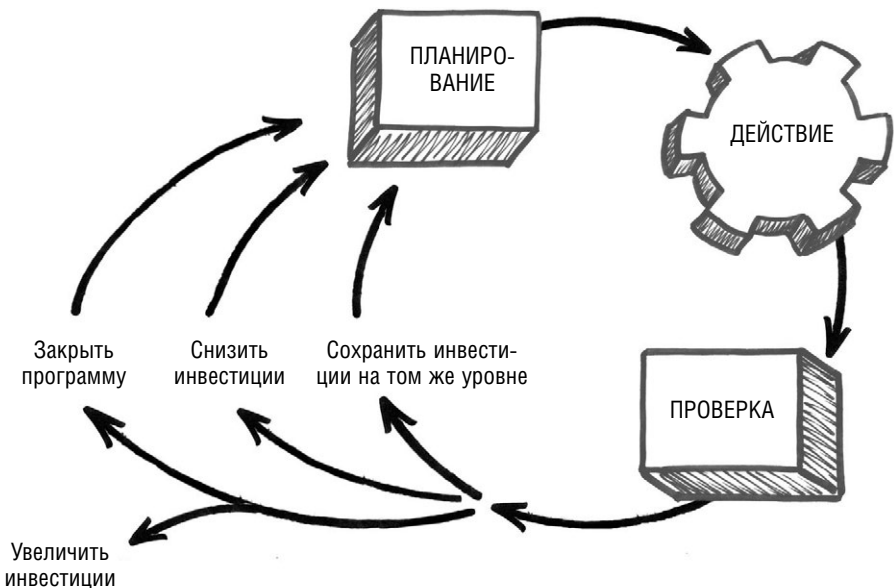 ПЛАНИРО-
ВАНИЕ
ДЕЙСТВИЕ
Закрыть
программу
Снизить
инвестиции
Сохранить инвести-
ции на том же уровне
ПРОВЕРКА
Увеличить
инвестиции